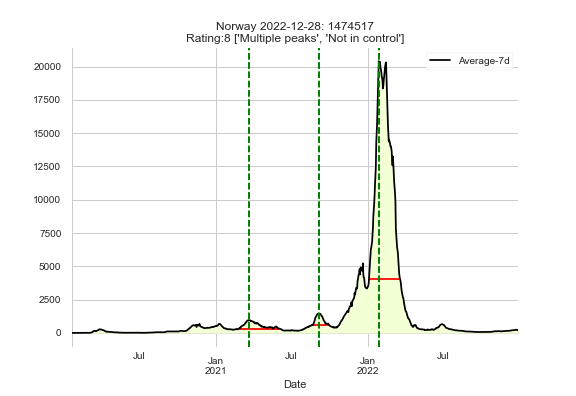 Norway 2022-12-28: 1474517
Rating:8 ['Multiple peaks', 'Not in control']
Average-7d
20000
17500
15000
12500
10000
7500
5000
2500
0
Jul
Jan
2021
Jul
Jan
2022
Jul
Date